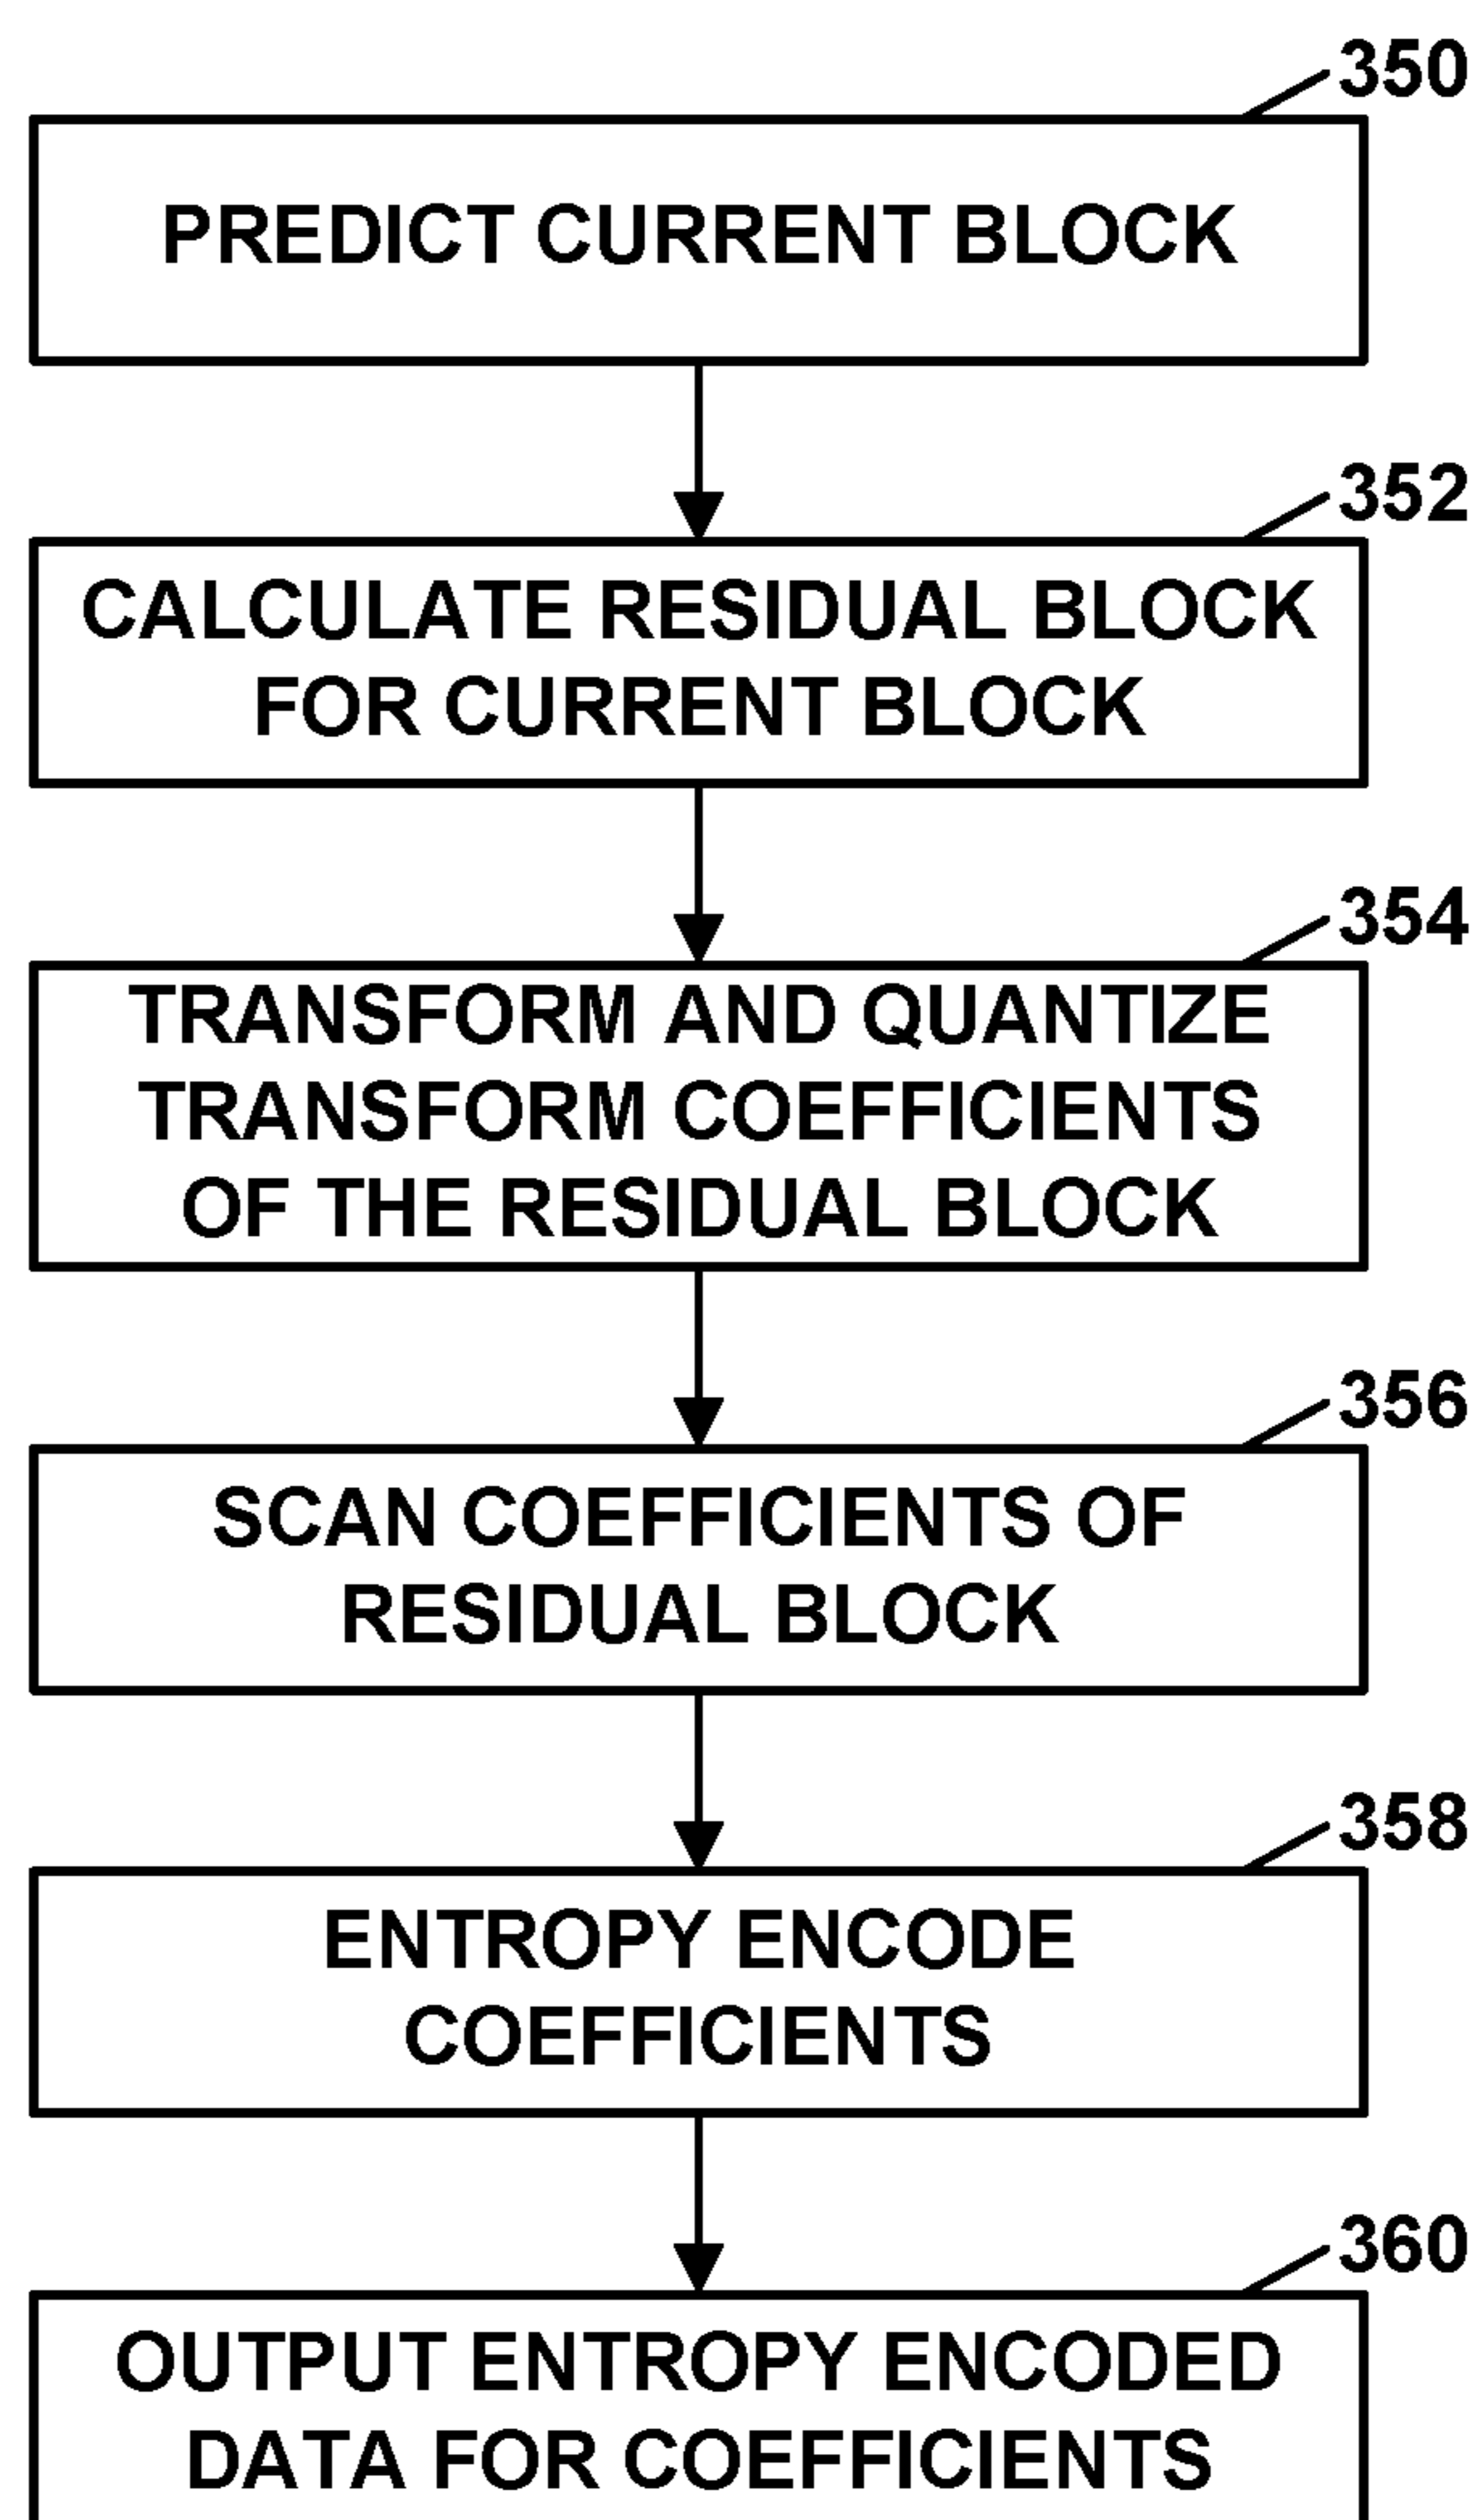 350
PREDICT CURRENT BLOCK
352
CALCULATE RESIDUAL BLOCK
FOR CURRENT BLOCK
354
TRANSFORM AND QUANTIZE
TRANSFORM COEFFICIENTS
OF THE RESIDUAL BLOCK
356
SCAN COEFFICIENTS OF
RESIDUAL BLOCK
358
ENTROPY ENCODE
COEFFICIENTS
360
OUTPUT ENTROPY ENCODED
DATA FOR COEFFICIENTS